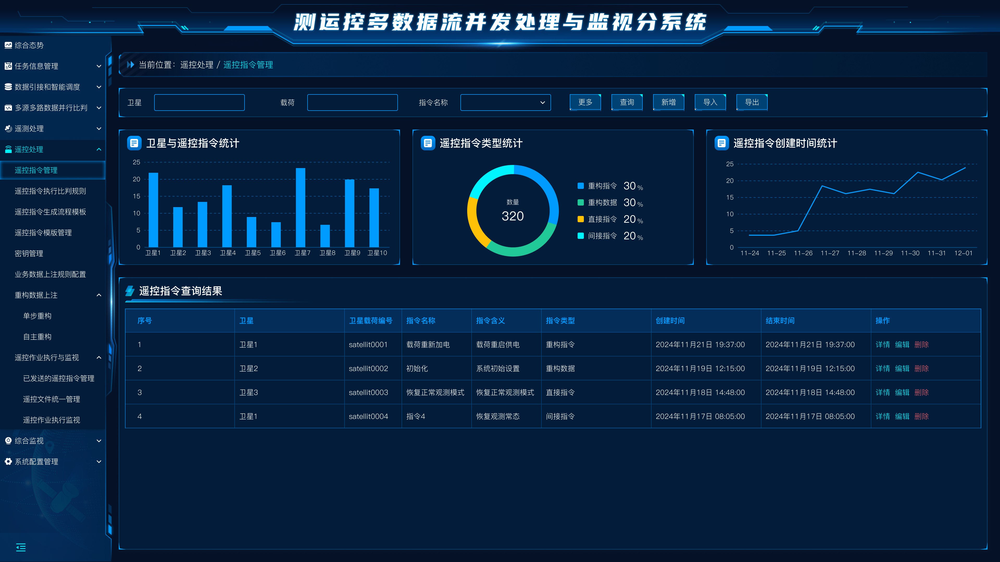 测运控多数据流并发处理与监视分系统
综合态势
任务信息管理
数据引接和智能调度
多源多路数据并行比判
遥测处理
遥控处理
遥控指令管理
遥控指令执行比判规则
遥控指令生成流程模板
遥控指令模版管理
密钥管理
业务数据上注规则配置
重构数据上注
单步重构
自主重构
遥控作业执行与监视
已发送的遥控指令管理
遥控文件统一管理
遥控作业执行监视
综合监视
系统配置管理
当前位置：遥控处理 / 遥控指令管理
卫星 载荷 指令名称 更多 查询 新增 导入 导出
卫星与遥控指令统计
25
20
15
10
5
0
卫星1 卫星2 卫星3 卫星4 卫星5 卫星6 卫星7 卫星8 卫星9 卫星10
遥控指令类型统计
数量
320
重构指令 30 %
重构数据 30 %
直接指令 20 %
间接指令 20 %
遥控指令创建时间统计
25
20
15
10
5
0
11-24 11-25 11-26 11-27 11-28 11-29 11-30 11-31 12-01
遥控指令查询结果
序号 卫星 卫星载荷编号 指令名称 指令含义 指令类型 创建时间 结束时间 操作
1 卫星1 satellit0001 载荷重新加电 载荷重启供电 重构指令 2024年11月21日 19:37:00 2024年11月21日 19:37:00 详情 编辑 删除
2 卫星2 satellit0002 初始化 系统初始设置 重构数据 2024年11月19日 12:15:00 2024年11月19日 12:15:00 详情 编辑 删除
3 卫星3 satellit0003 恢复正常观测模式 恢复正常观测模式 直接指令 2024年11月18日 14:48:00 2024年11月18日 14:48:00 详情 编辑 删除
4 卫星1 satellit0004 指令4 恢复观测常态 间接指令 2024年11月17日 08:05:00 2024年11月17日 08:05:00 详情 编辑 删除